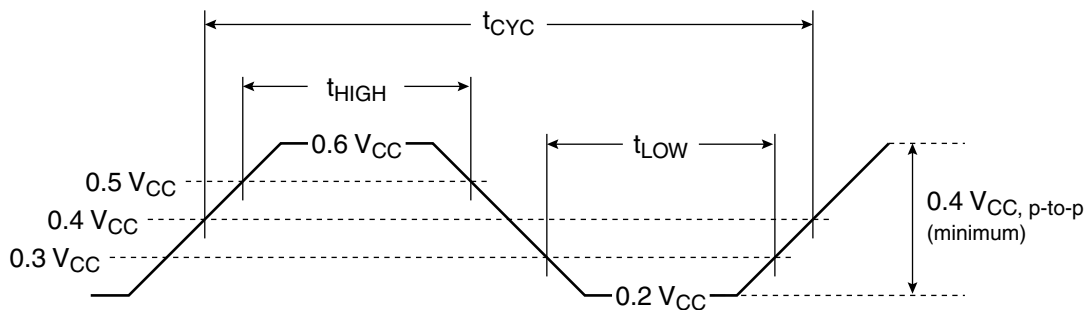 tCYC
tHIGH
0.6 VCC
tLOW
0.5 VCC
0.4 VCC
0.3 VCC
0.2 VCC
0.4 VCC, p-to-p
(minimum)